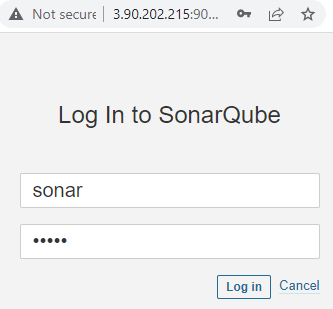 Not secure 3.90.202.215:90...
Log In to SonarQube
sonar
•••••
Log in Cancel